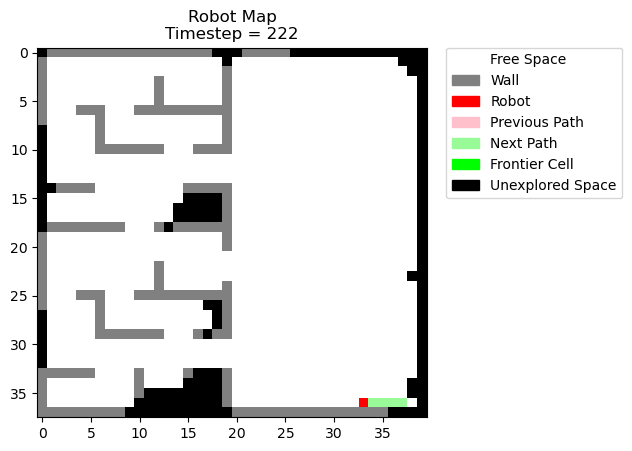 Robot Map
Timestep = 222
0
5
10
15
20
25
30
35
0
5
10
15
20
25
30
35
Free Space
Wall
Robot
Previous Path
Next Path
Frontier Cell
Unexplored Space